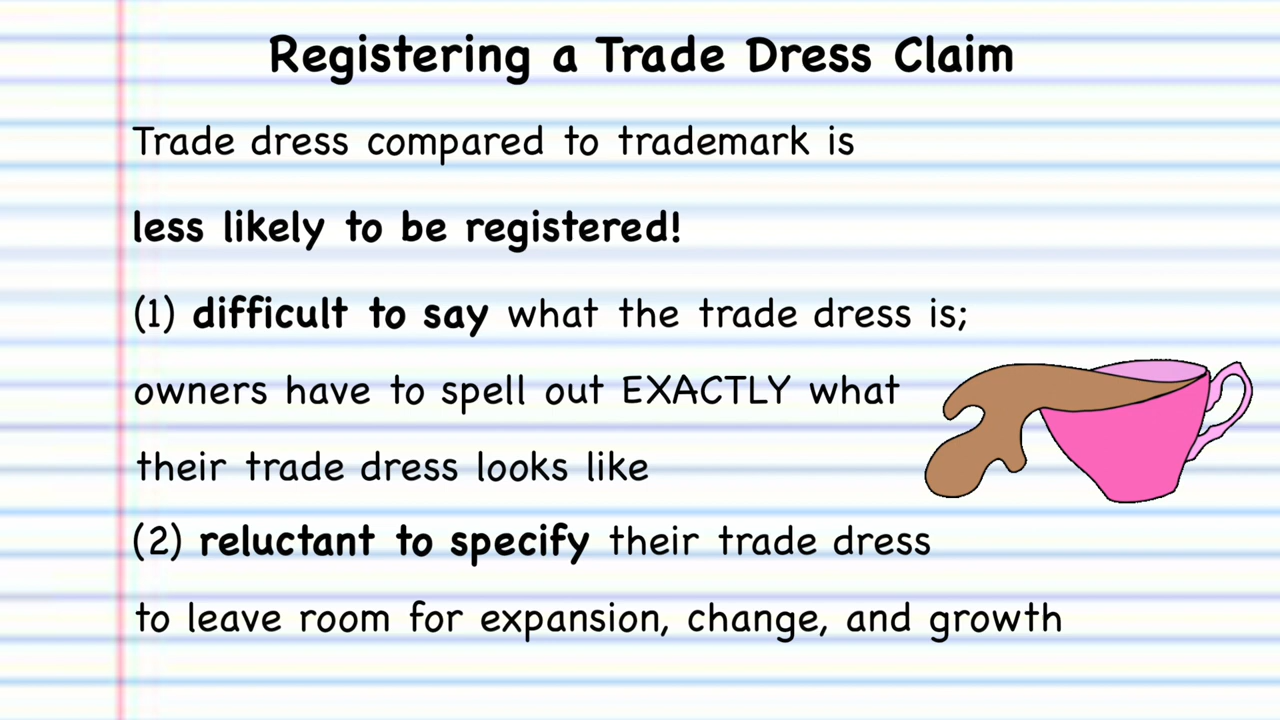 Registering a Trade Dress Claim
Trade dress compared to trademark is
less likely to be registered!
(1) difficult to say what the trade dress is;
owners have to spell out EXACTLY what
their trade dress looks like
(2) reluctant to specify their trade dress
to leave room for expansion, change, and growth